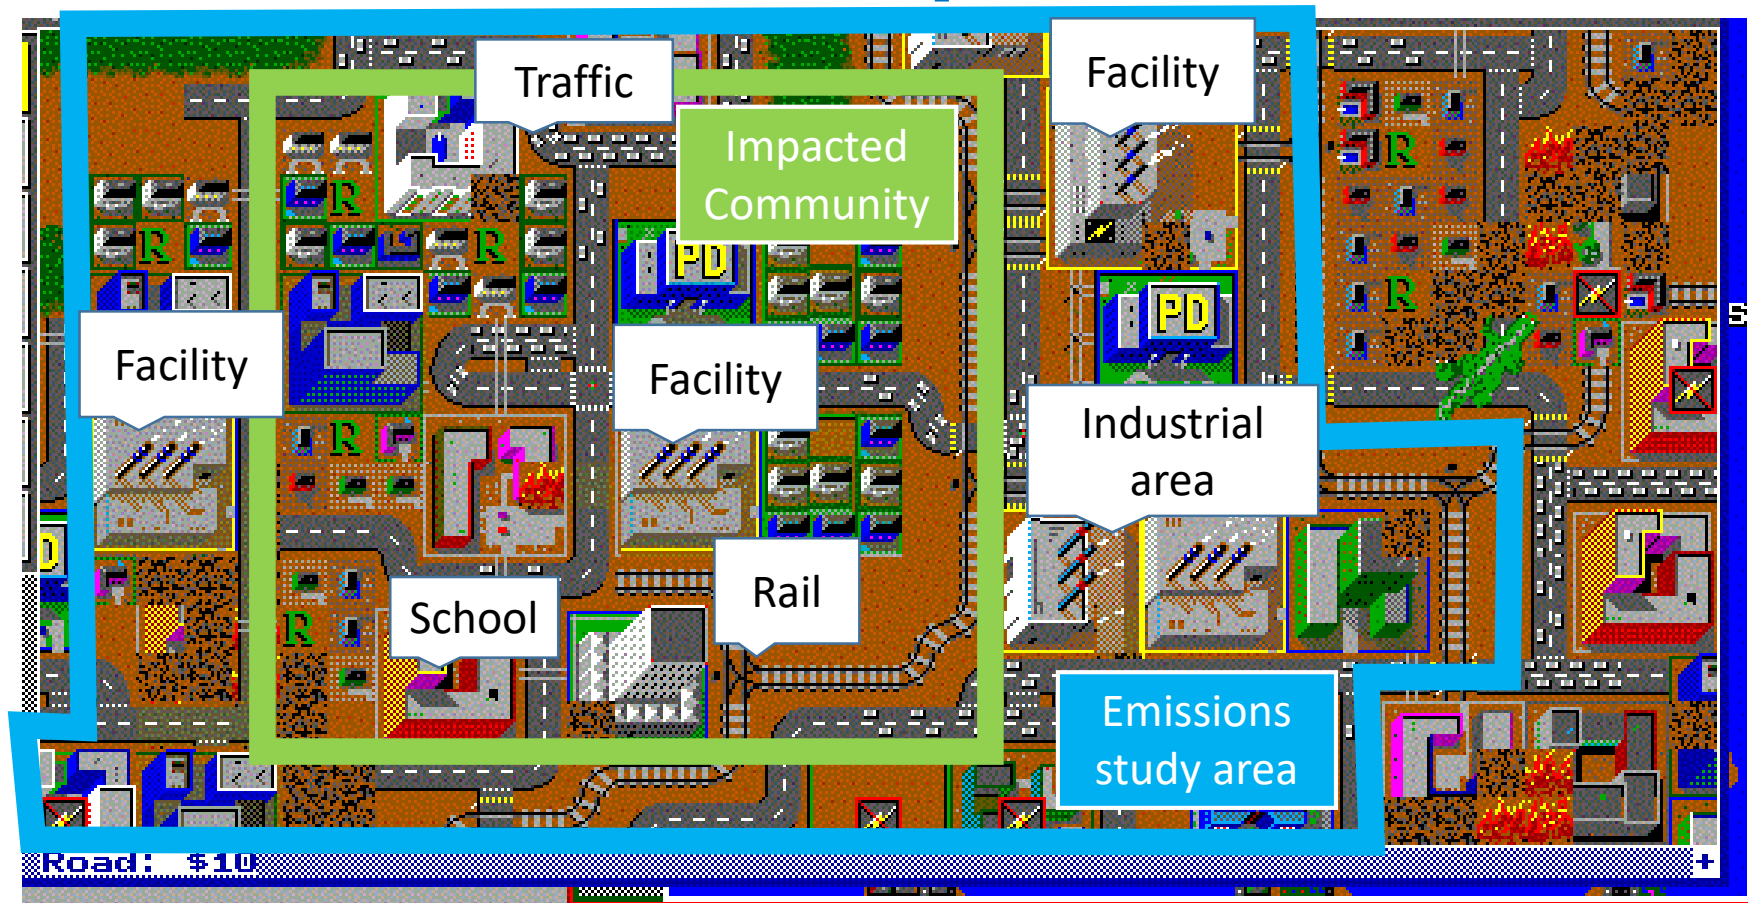 Traffic
Facility
Impacted
Community
R
R
R
R
R
PD
R
PD
Facility
Facility
Industrial
area
R
School
Rail
R
Emissions
study area
Road: $10
+